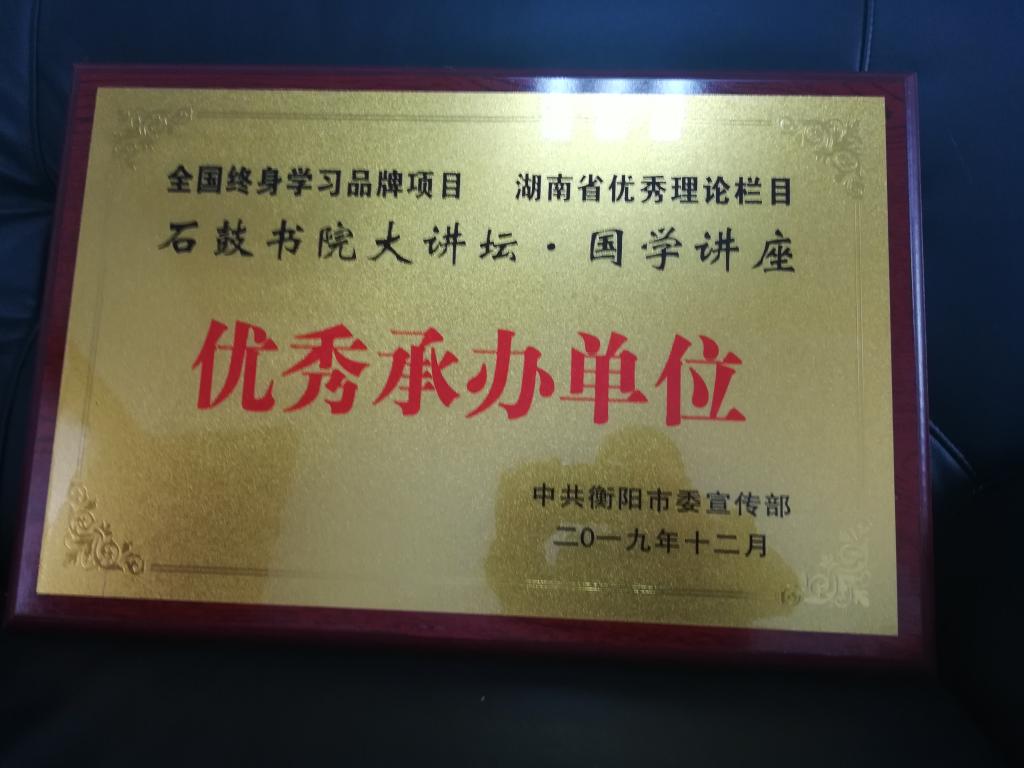 全国终身学习品牌项目 湖南省优秀理论栏目
石鼓书院大讲坛·国学讲座
优秀承办单位
中共衡阳市委宣传部
二O一九年十二月